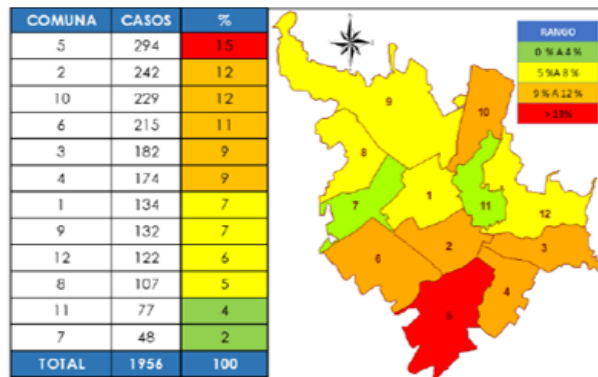 COMUNA CASOS %
5 294 15
2 242 12
10 229 12
6 215 11
3 182 9
4 174 9
1 134 7
9 132 7
12 122 6
8 107 5
11 77 4
7 48 2
TOTAL 1956 100
RANGO
0 % A 4 %
5 % A 8 %
9 % A 12 %
> 13%
9
10
8
7
1
11
12
2
3
6
4
5